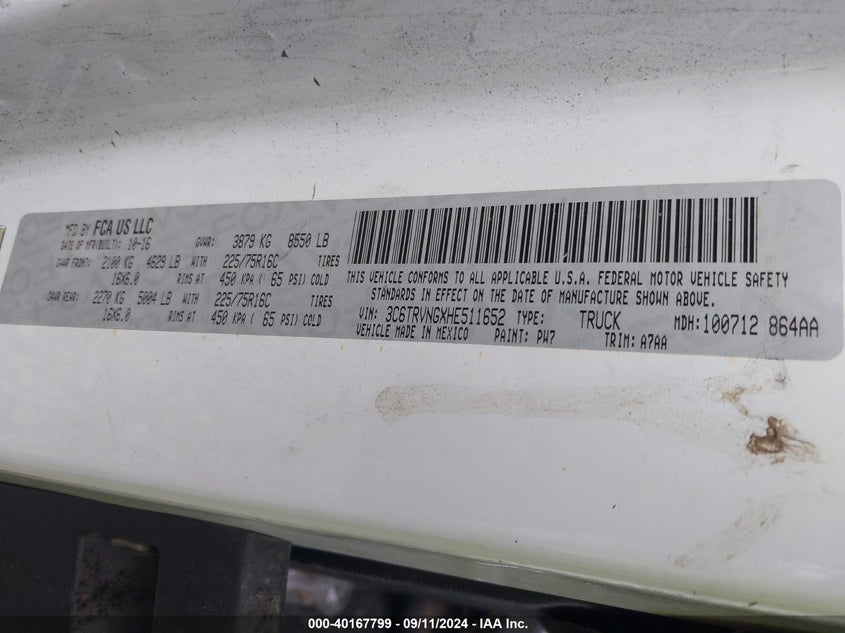 MFD BY FCA US LLC
DATE OF MFR(BUILT): 10-16 GVWR: 3879 KG 8550 LB
GAWR FRONT: 2100 KG 4629 LB WITH 225/75R16C TIRES
16X6.0 RIMS AT 450 KPA ( 65 PSI) COLD
GAWR REAR: 2270 KG 5004 LB WITH 225/75R16C TIRES
16X6.0 RIMS AT 450 KPA ( 65 PSI) COLD
THIS VEHICLE CONFORMS TO ALL APPLICABLE U.S.A. FEDERAL MOTOR VEHICLE SAFETY
STANDARDS IN EFFECT ON THE DATE OF MANUFACTURE SHOWN ABOVE.
VIN: 3C6TRVNGXHE511652 TYPE: TRUCK MDH:100712 864AA
VEHICLE MADE IN MEXICO PAINT: PW7 TRIM: A7AA
000-40167799 - 09/11/2024 - IAA Inc.